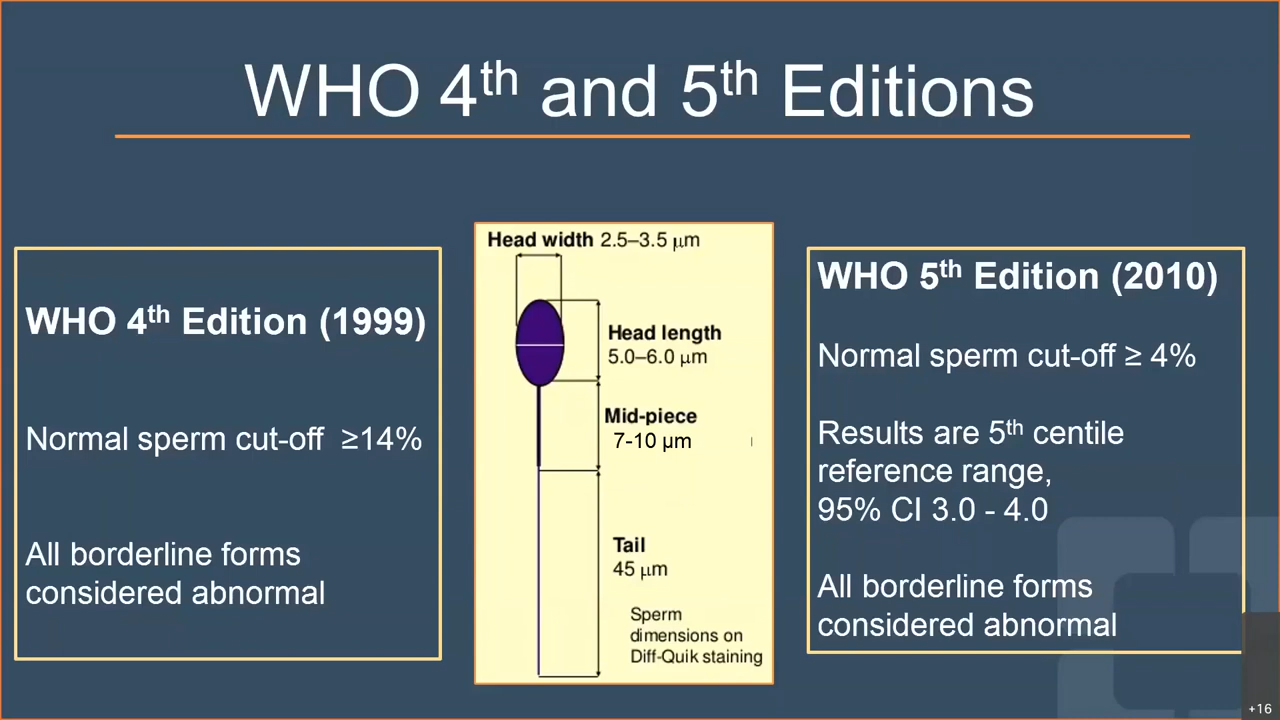 WHO 4th and 5th Editions
WHO 4th Edition (1999)
Normal sperm cut-off ≥14%
All borderline forms
considered abnormal
Head width 2.5–3.5 μm
Head length
5.0–6.0 μm
Mid-piece
7-10 μm
Tail
45 μm
Sperm
dimensions on
Diff-Quik staining
WHO 5th Edition (2010)
Normal sperm cut-off ≥ 4%
Results are 5th centile
reference range,
95% CI 3.0 - 4.0
All borderline forms
considered abnormal
+16